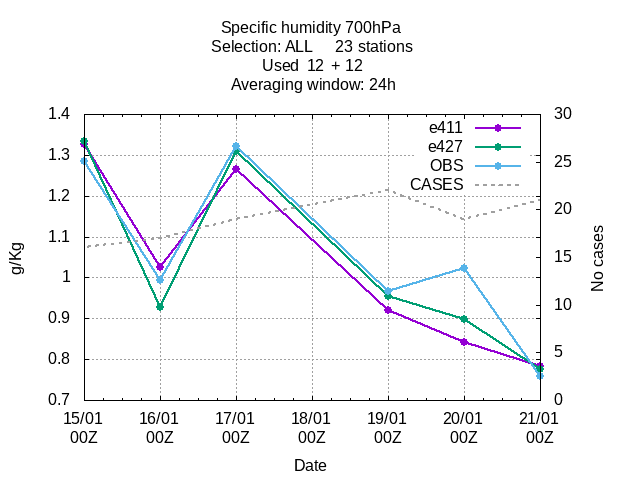 Specific humidity 700hPa
Selection: ALL     23 stations
Used  12 + 12
Averaging window: 24h
1.4
1.3
1.2
1.1
1
0.9
0.8
0.7
g/Kg
30
25
20
15
10
5
0
No cases
e411
e427
OBS
CASES
15/01 16/01 17/01 18/01 19/01 20/01 21/01
00Z 00Z 00Z 00Z 00Z 00Z 00Z
Date